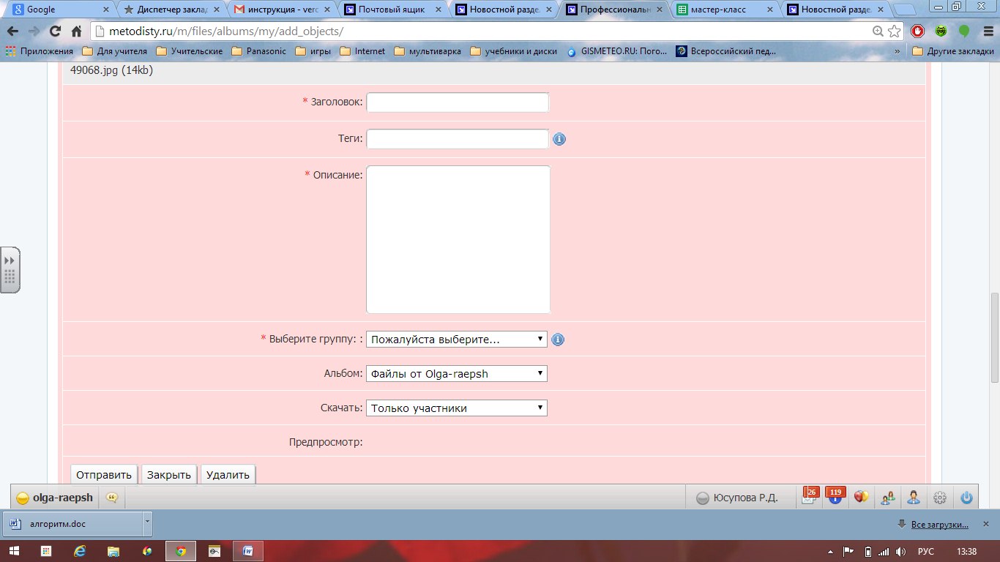 Google Диспетчер заклад инструкция - verc Почтовый ящик Новостной разде. Профессиональн мастер-класс Новостной разде.
metodisty.ru/m/files/albums/my/add_objects/
Приложения Для учителя Учительские Panasonic игры Internet мультиварка учебники и диски GISMETEO.RU: Пого... Всероссийский пед... » Другие закладки
49068.jpg (14kb)
* Заголовок:
Теги:
* Описание:
* Выберите группу: : Пожалуйста выберите...
Альбом: Файлы от Olga-raepsh
Скачать: Только участники
Предпросмотр:
Отправить Закрыть Удалить
olga-raepsh Юсупова Р.Д. 26 119
алгоритм.doc Все загрузки...
РУС 13:38